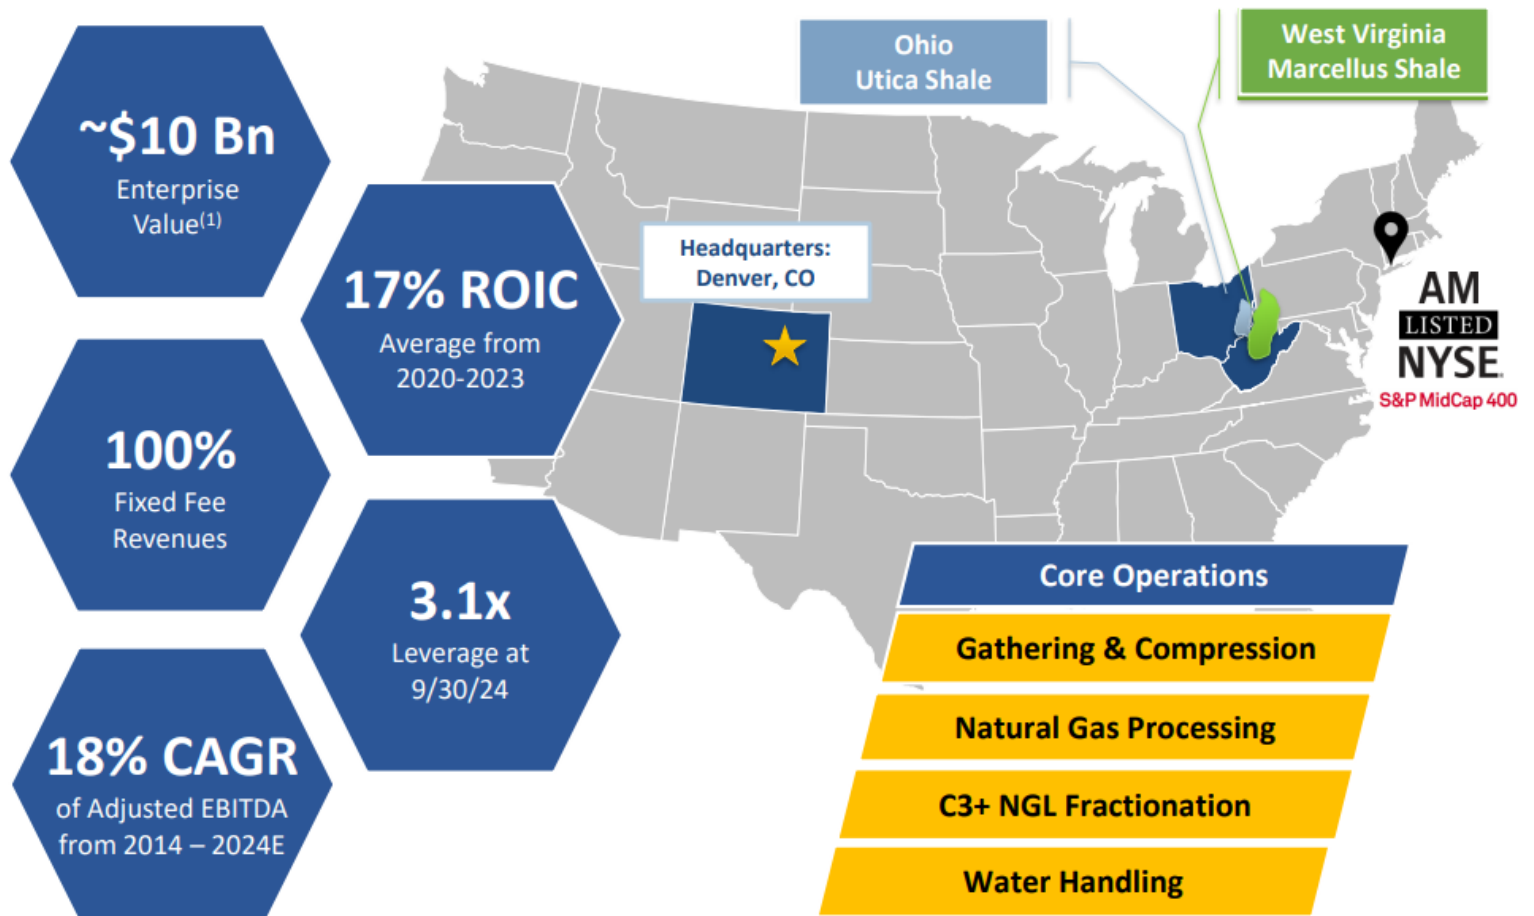 ~$10 Bn
Enterprise
Value(1)
17% ROIC
Average from
2020-2023
100%
Fixed Fee
Revenues
3.1x
Leverage at
9/30/24
18% CAGR
of Adjusted EBITDA
from 2014 – 2024E
Ohio
Utica Shale
West Virginia
Marcellus Shale
Headquarters:
Denver, CO
AM
LISTED
NYSE.
S&P MidCap 400
Core Operations
Gathering & Compression
Natural Gas Processing
C3+ NGL Fractionation
Water Handling